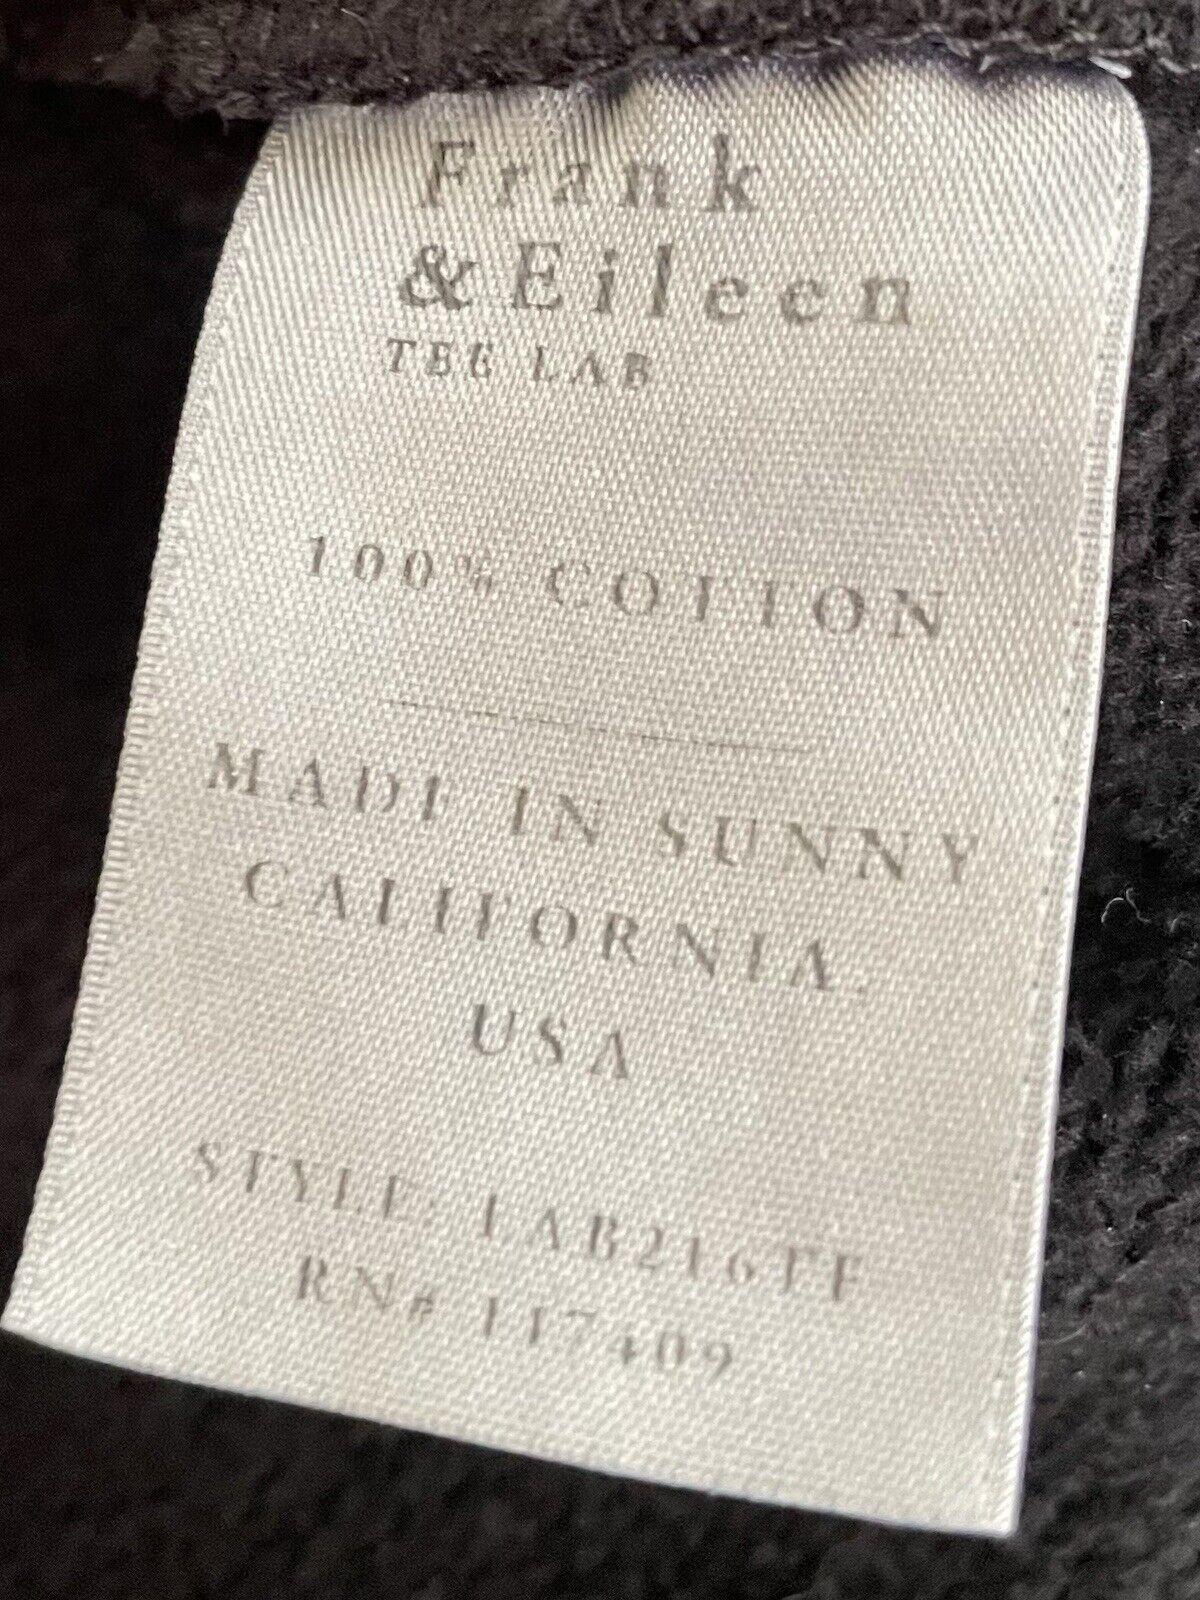 Frank
& Eileen
TEE LAB
100% COTTON
MADE IN SUNNY
CALIFORNIA.
USA
STYLE: LAB216TF
RN# 117409